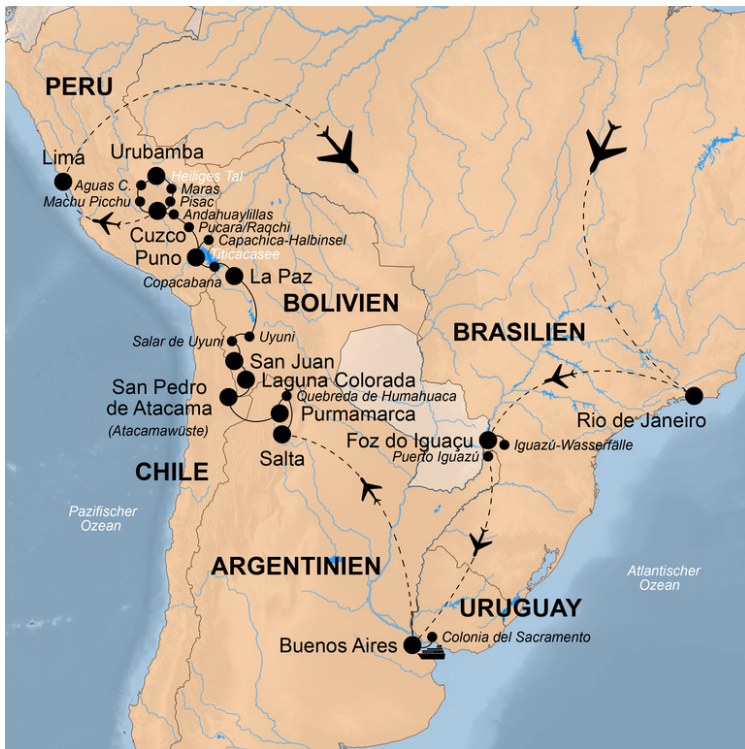 PERU
Lima
Urubamba
Heiliges Tal
Aguas C.
Maras
Machu Picchu
Pisac
Andahuaylillas
Cuzco
Pucara/Raqchi
Capachica-Halbinsel
Puno
Titicacasee
Copacabana
La Paz
BOLIVIEN
BRASILIEN
Salar de Uyuni
Uyuni
San Juan
Laguna Colorada
San Pedro
de Atacama
(Atacamawüste)
Quebreda de Humahuaca
Purmamarca
Salta
Rio de Janeiro
Foz do Iguaçu
Iguazú-Wasserfälle
Puerto Iguazú
CHILE
Pazifischer
Ozean
ARGENTINIEN
Atlantischer
Ozean
URUGUAY
Buenos Aires
Colonia del Sacramento